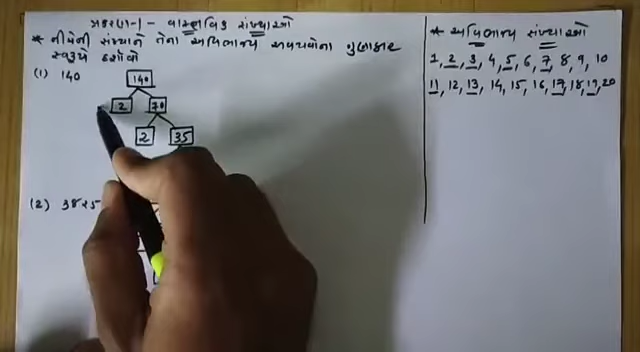 પ્રકરણ-1 - વાસ્તવિક સંખ્યાઓ
* નીચેની સંખ્યાને તેના અવિભાજ્ય અવયવોના ગુણાકાર
સ્વરૂપે દર્શાવો
(1) 140
140
2 70
2 35
(2) 3825
* અવિભાજ્ય સંખ્યાઓ
1, 2, 3, 4, 5, 6, 7, 8, 9, 10
11, 12, 13, 14, 15, 16, 17, 18, 19, 20